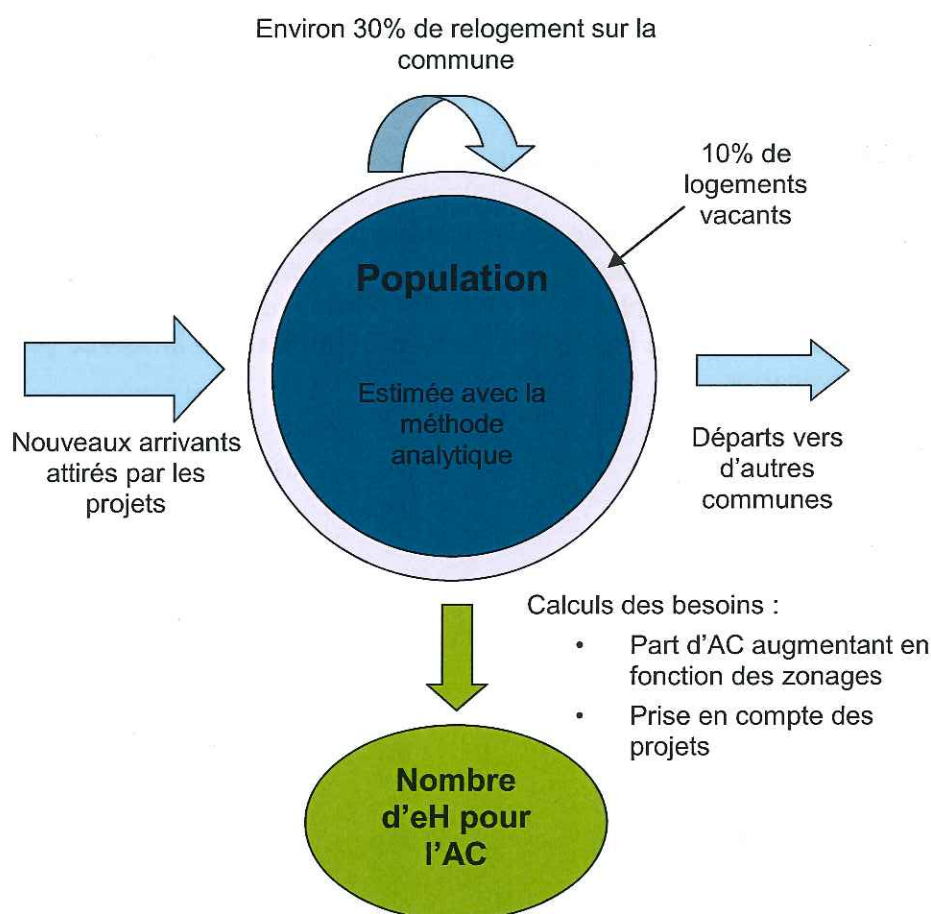 Environ 30% de relogement sur la
commune
10% de
logements
vacants
Population
Estimée avec la
méthode
analytique
Nouveaux arrivants
attirés par les
projets
Départs vers
d'autres
communes
Calculs des besoins :
• Part d'AC augmentant en
fonction des zonages
• Prise en compte des
projets
Nombre
d'eH pour
l'AC